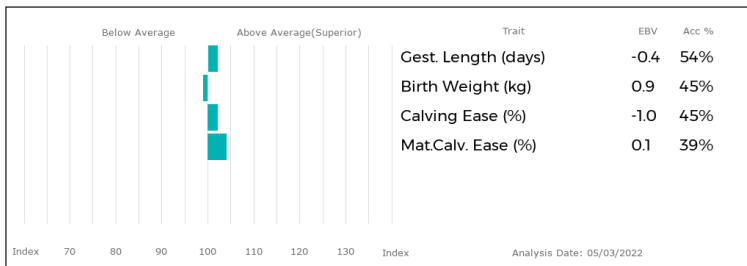 Below Average Above Average(Superior) Trait EBV Acc %
Gest. Length (days) -0.4 54%
Birth Weight (kg) 0.9 45%
Calving Ease (%) -1.0 45%
Mat.Calv. Ease (%) 0.1 39%
Index 70 80 90 100 110 120 130 Index Analysis Date: 05/03/2022